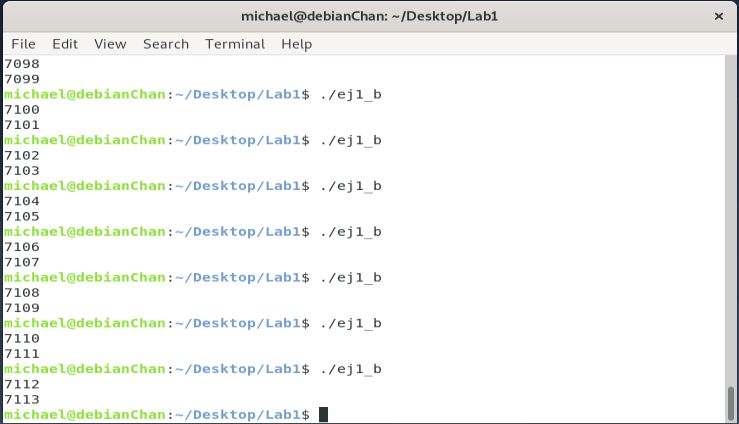 michael@debianChan: ~/Desktop/Lab1
×
File Edit View Search Terminal Help
7098
7099
michael@debianChan:~/Desktop/Lab1$ ./ej1_b
7100
7101
michael@debianChan:~/Desktop/Lab1$ ./ej1_b
7102
7103
michael@debianChan:~/Desktop/Lab1$ ./ej1_b
7104
7105
michael@debianChan:~/Desktop/Lab1$ ./ej1_b
7106
7107
michael@debianChan:~/Desktop/Lab1$ ./ej1_b
7108
7109
michael@debianChan:~/Desktop/Lab1$ ./ej1_b
7110
7111
michael@debianChan:~/Desktop/Lab1$ ./ej1_b
7112
7113
michael@debianChan:~/Desktop/Lab1$